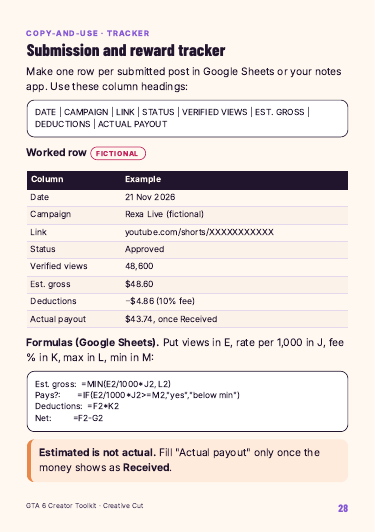 COPY-AND-USE · TRACKER
Submission and reward tracker
Make one row per submitted post in Google Sheets or your notes
app. Use these column headings:
DATE | CAMPAIGN | LINK | STATUS | VERIFIED VIEWS | EST. GROSS |
DEDUCTIONS | ACTUAL PAYOUT
Worked row FICTIONAL
Column Example
Date 21 Nov 2026
Campaign Rexa Live (fictional)
Link youtube.com/shorts/XXXXXXXXXXX
Status Approved
Verified views 48,600
Est. gross $48.60
Deductions −$4.86 (10% fee)
Actual payout $43.74, once Received
Formulas (Google Sheets). Put views in E, rate per 1,000 in J, fee
% in K, max in L, min in M:
Est. gross: =MIN(E2/1000*J2, L2)
Pays?: =IF(E2/1000*J2>=M2,"yes","below min")
Deductions: =F2*K2
Net: =F2-G2
Estimated is not actual. Fill "Actual payout" only once the
money shows as Received.
GTA 6 Creator Toolkit · Creative Cut 28